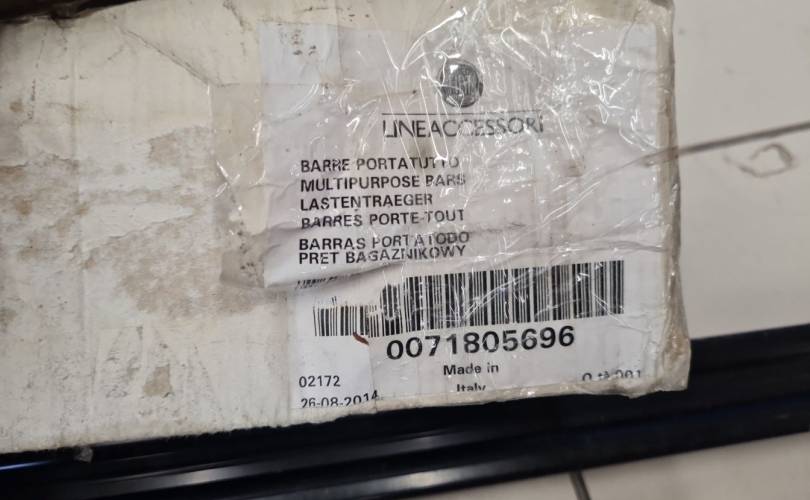 LINEACCESSORI
BARRE PORTATUTTO
MULTIPURPOSE BARS
LASTENTRAEGER
BARRES PORTE-TOUT
BARRAS PORTATODO
PRET BAGAZNIKOWY
0071805696
Made in
Italy
02172
26-08-2014